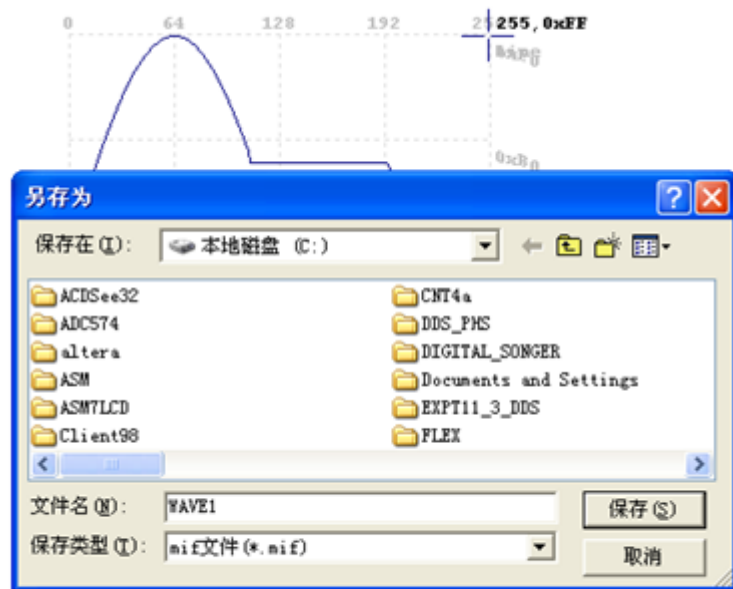 0 64 128 192 25 255,0xFF
0xB0
另存为
保存在(I): 本地磁盘 (C:)
ACDSee32 CNT4a
ADC574 DDS_PHS
altera DIGITAL_SONGER
ASM Documents and Settings
ASM7LCD EXPT11_3_DDS
Client98 FLEX
文件名(N): WAVE1 保存(S)
保存类型(T): mif文件(*.mif) 取消